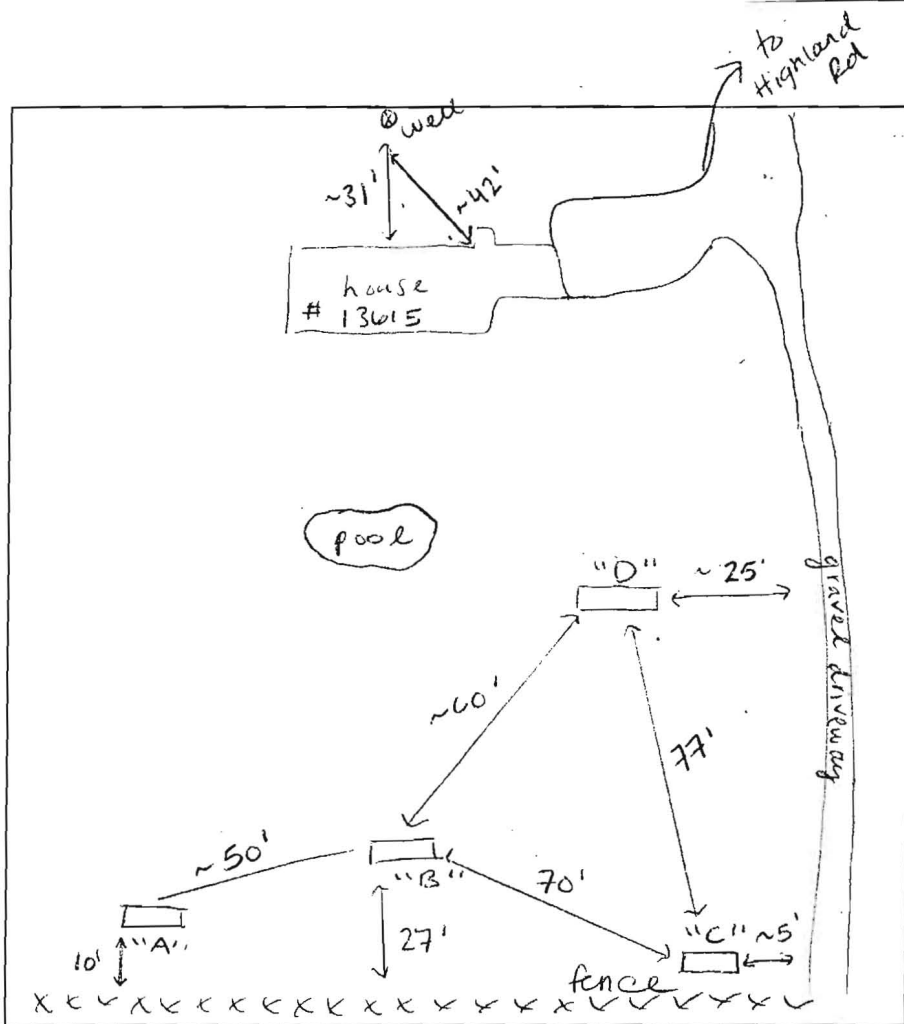 to
Highland
Rd
well
~31'
~42'
house
# 13615
pool
"D"
~25'
gravel driveway
~60'
77'
~50'
"B"
70'
"A"
10'
27'
"C"
~5'
fence